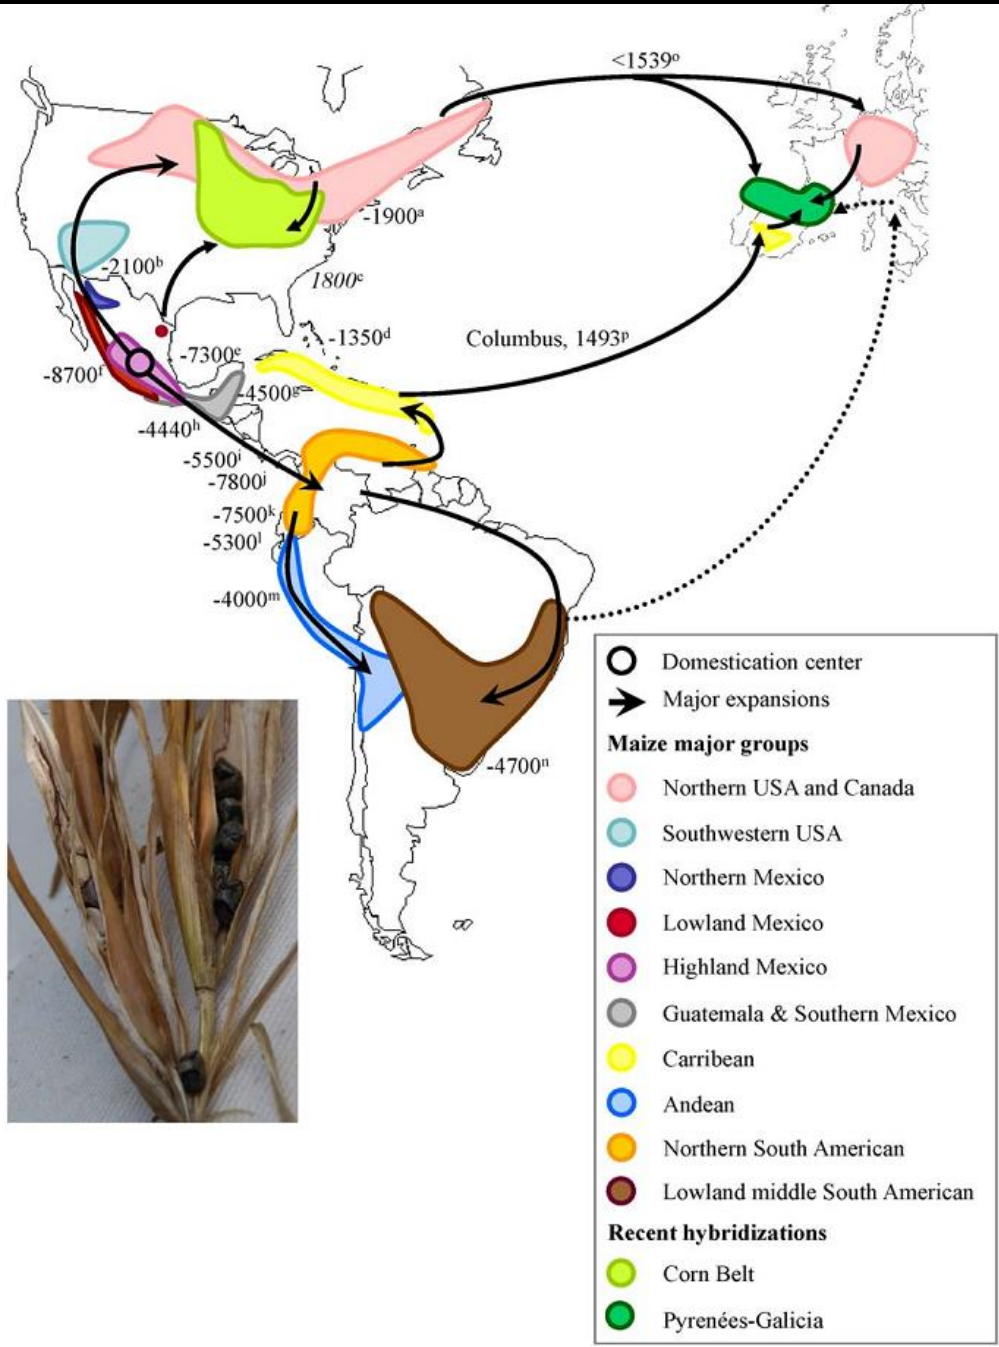 <1539ᵒ
-1900ᵃ
-2100ᵇ
1800ᶜ
-1350ᵈ
Columbus, 1493ᵖ
-7300ᵉ
-8700ᶠ
-4500ᵍ
-4440ʰ
-5500ⁱ
-7800ʲ
-7500ᵏ
-5300ˡ
-4000ᵐ
-4700ⁿ
Domestication center
Major expansions
Maize major groups
Northern USA and Canada
Southwestern USA
Northern Mexico
Lowland Mexico
Highland Mexico
Guatemala & Southern Mexico
Carribean
Andean
Northern South American
Lowland middle South American
Recent hybridizations
Corn Belt
Pyrenées-Galicia